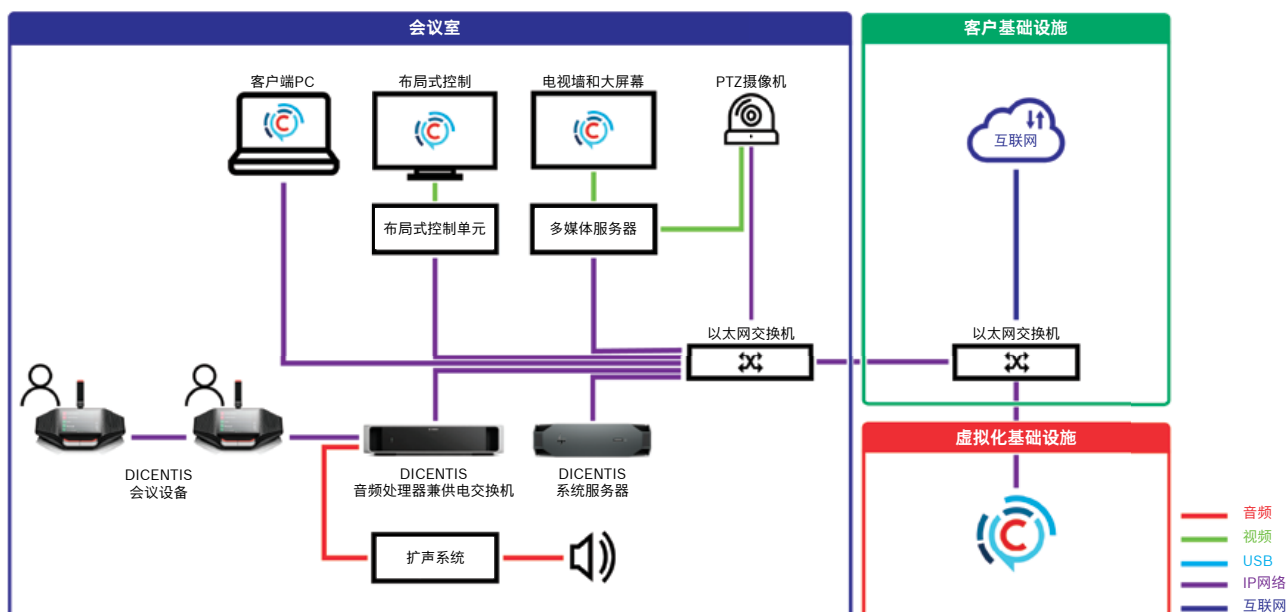 会议室
客户基础设施
客户端PC
布局式控制
电视墙和大屏幕
PTZ摄像机
互联网
布局式控制单元
多媒体服务器
以太网交换机
以太网交换机
虚拟化基础设施
DICENTIS
会议设备
DICENTIS
音频处理器兼供电交换机
DICENTIS
系统服务器
扩声系统
音频
视频
USB
IP网络
互联网